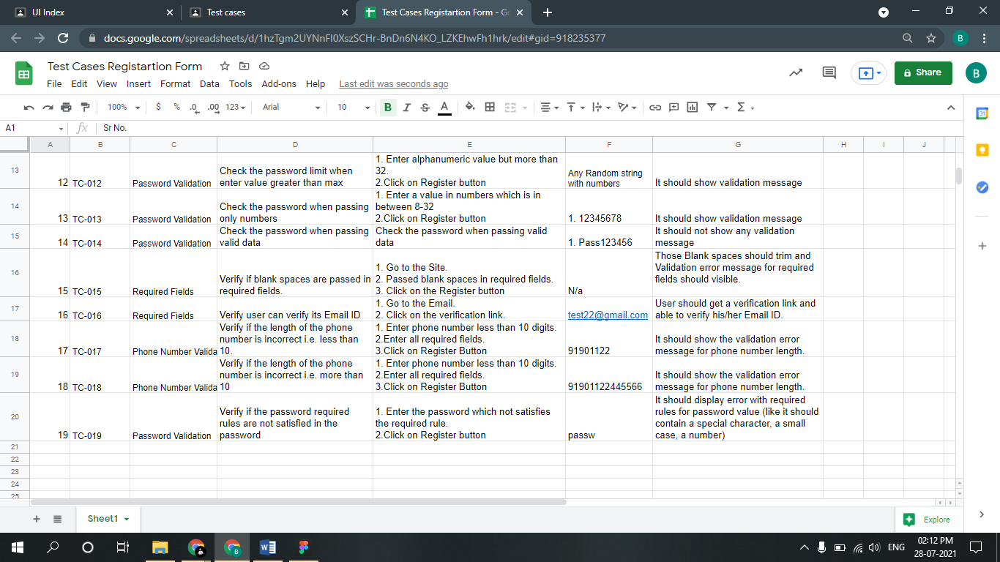 UI Index
Test cases
Test Cases Registartion Form - Go
docs.google.com/spreadsheets/d/1hzTgm2UYNnFI0XszSCHr-BnDn6N4KO_LZKEhwFh1hrk/edit#gid=918235377
B
Test Cases Registartion Form
File Edit View Insert Format Data Tools Add-ons Help Last edit was seconds ago
Share
B
100% $ % .0 .00 123 Arial 10 B I S A
31
A1 fx Sr No.
A B C D E F G H I J
13
12 TC-012 Password Validation
Check the password limit when
enter value greater than max
1. Enter alphanumeric value but more than
32.
2.Click on Register button
Any Random string
with numbers
It should show validation message
14
13 TC-013 Password Validation
Check the password when passing
only numbers
1. Enter a value in numbers which is in
between 8-32
2.Click on Register button
1. 12345678
It should show validation message
15
14 TC-014 Password Validation
Check the password when passing
valid data
Check the password when passing valid
data
1. Pass123456
It should not show any validation
message
16
15 TC-015 Required Fields
Verify if blank spaces are passed in
required fields.
1. Go to the Site.
2. Passed blank spaces in required fields.
3. Click on the Register button
N/a
Those Blank spaces should trim and
Validation error message for required
fields should visible.
17
16 TC-016 Required Fields
Verify user can verify its Email ID
1. Go to the Email.
2. Click on the verification link.
test22@gmail.com
User should get a verification link and
able to verify his/her Email ID.
18
17 TC-017 Phone Number Valida
Verify if the length of the phone
number is incorrect i.e. less than
10.
1. Enter phone number less than 10 digits.
2.Enter all required fields.
3.Click on Register Button
91901122
It should show the validation error
message for phone number length.
19
18 TC-018 Phone Number Valida
Verify if the length of the phone
number is incorrect i.e. more than
10
1. Enter phone number less than 10 digits.
2.Enter all required fields.
3.Click on Register Button
91901122445566
It should show the validation error
message for phone number length.
20
19 TC-019 Password Validation
Verify if the password required
rules are not satisfied in the
password
1. Enter the password which not satisfies
the required rule.
2.Click on Register button
passw
It should display error with required
rules for password value (like it should
contain a special character, a small
case, a number)
21
22
23
24
25
Sheet1
Explore
B
W
ENG
02:12 PM
28-07-2021